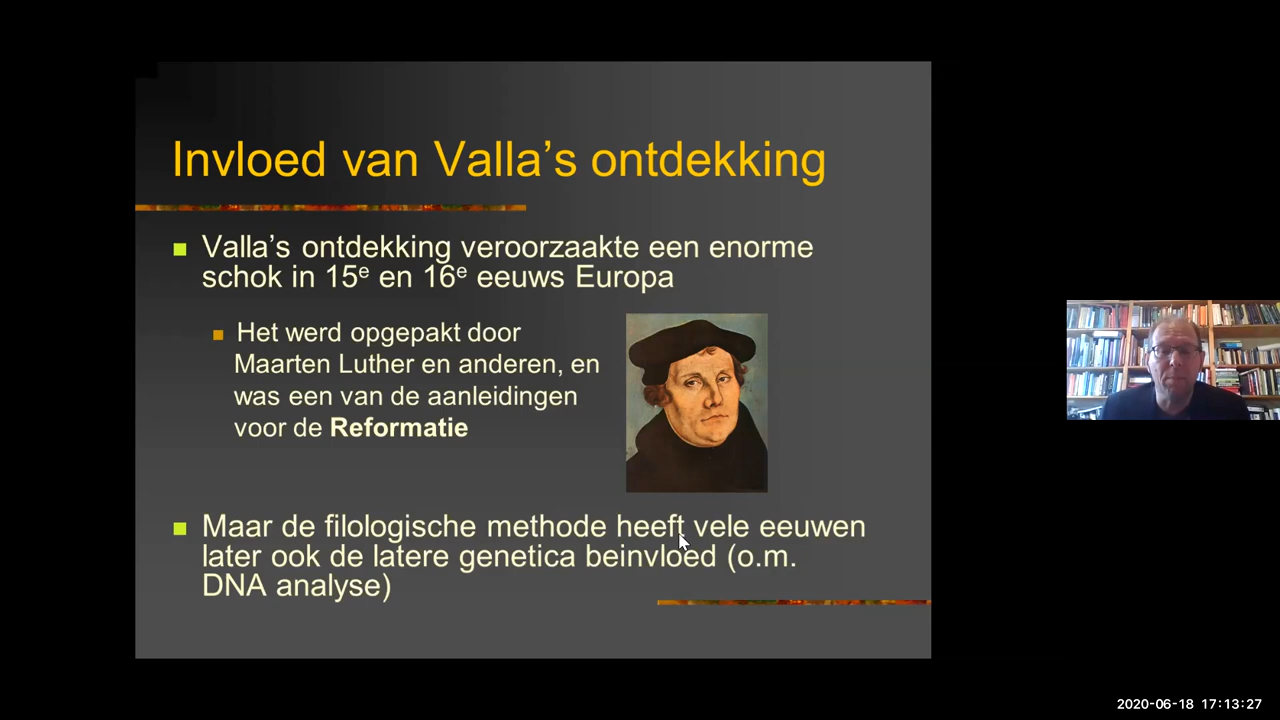 Invloed van Valla’s ontdekking
Valla’s ontdekking veroorzaakte een enorme
schok in 15e en 16e eeuws Europa
Het werd opgepakt door
Maarten Luther en anderen, en
was een van de aanleidingen
voor de Reformatie
Maar de filologische methode heeft vele eeuwen
later ook de latere genetica beinvloed (o.m.
DNA analyse)
2020-06-18 17:13:27